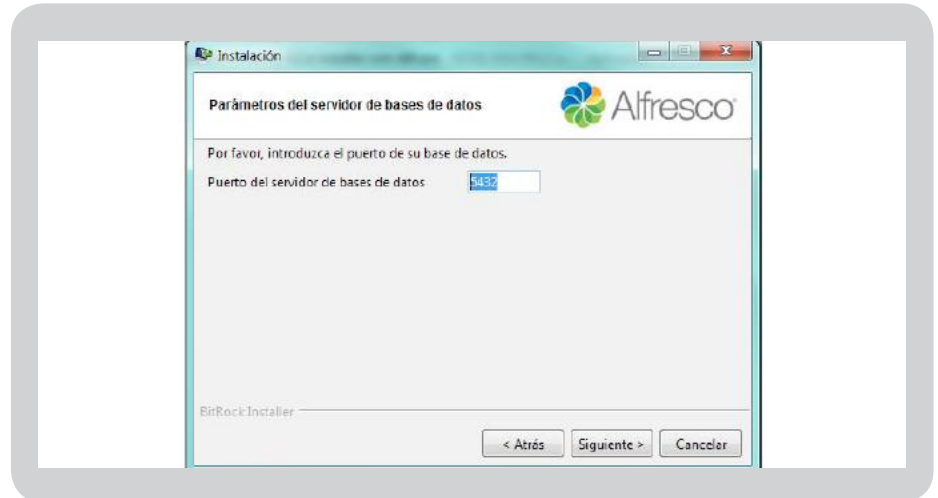 Instalación
Parámetros del servidor de bases de datos
Alfresco
Por favor, introduzca el puerto de su base de datos.
Puerto del servidor de bases de datos 5432
BitRock Installer
< Atrás Siguiente > Cancelar